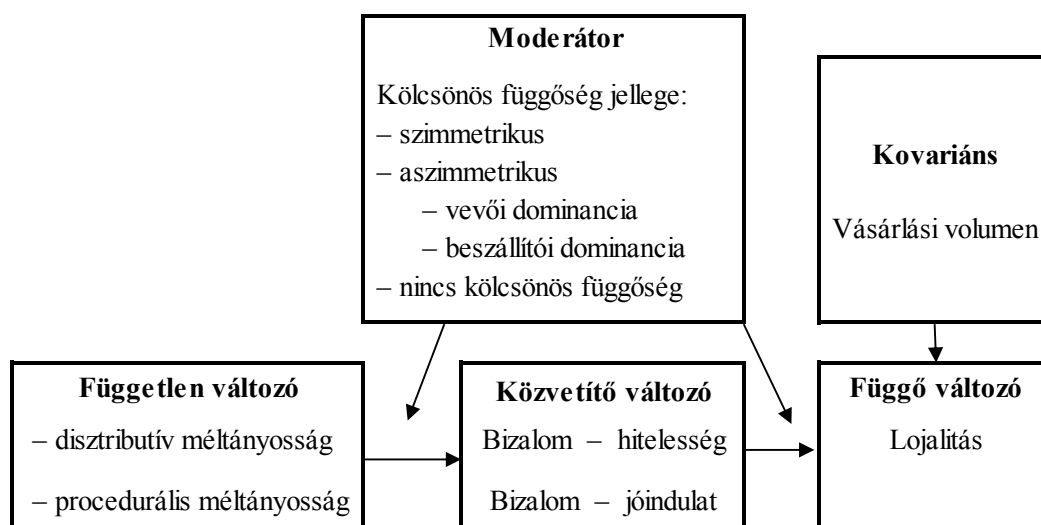 Moderátor
Kölcsönös függőség jellege:
– szimmetrikus
– aszimmetrikus
– vevői dominancia
– beszállítói dominancia
– nincs kölcsönös függőség
Kovariáns
Vásárlási volumen
Független változó
– disztributív méltányosság
– procedurális méltányosság
Közvetítő változó
Bizalom – hitelesség
Bizalom – jóindulat
Függő változó
Lojalitás